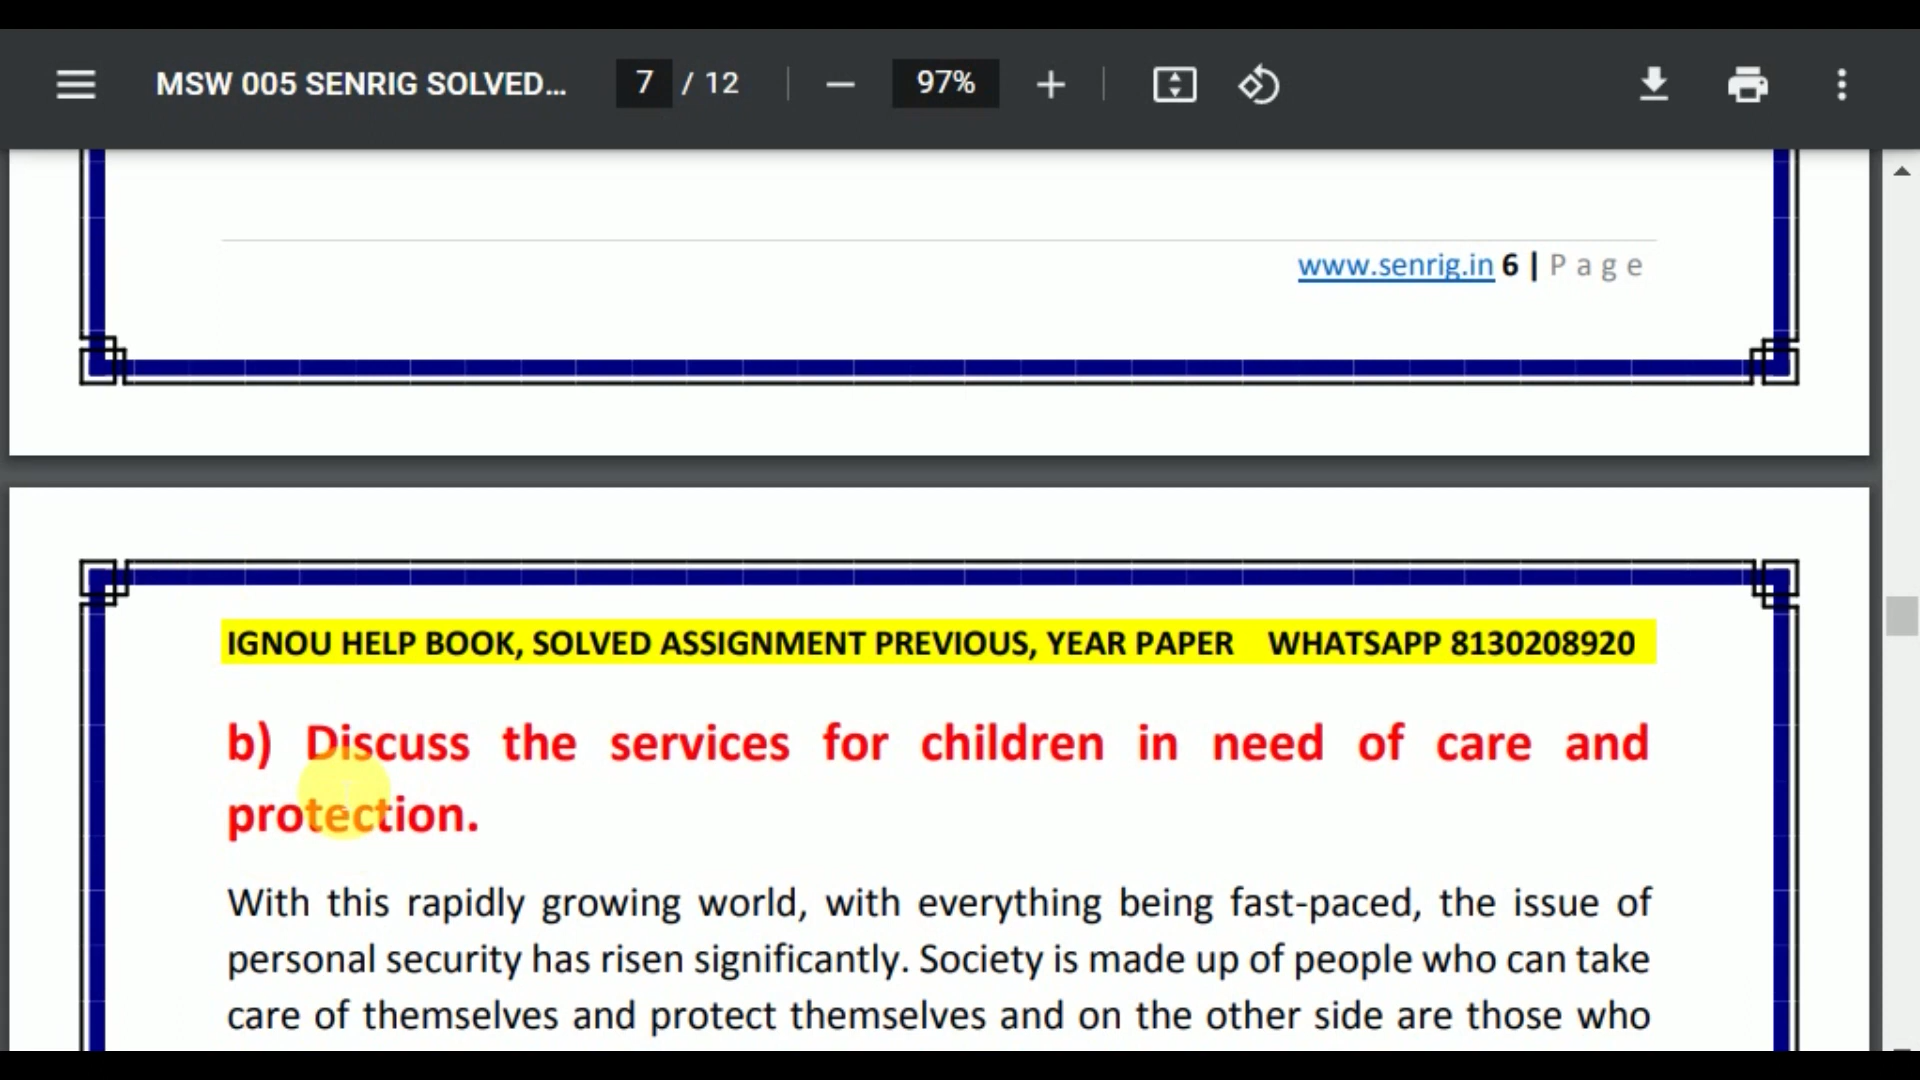 MSW 005 SENRIG SOLVED... 7 / 12 97%
www.senrig.in 6 | P a g e
IGNOU HELP BOOK, SOLVED ASSIGNMENT PREVIOUS, YEAR PAPER WHATSAPP 8130208920
b) Discuss the services for children in need of care and
protection.
With this rapidly growing world, with everything being fast-paced, the issue of
personal security has risen significantly. Society is made up of people who can take
care of themselves and protect themselves and on the other side are those who